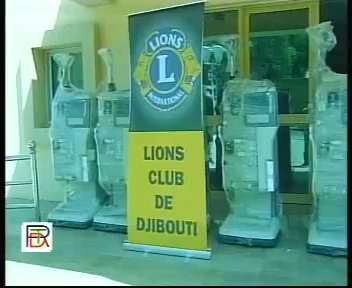 LIONS
L
INTERNATIONAL
LIONS
CLUB
DE
DJIBOUTI
RTD